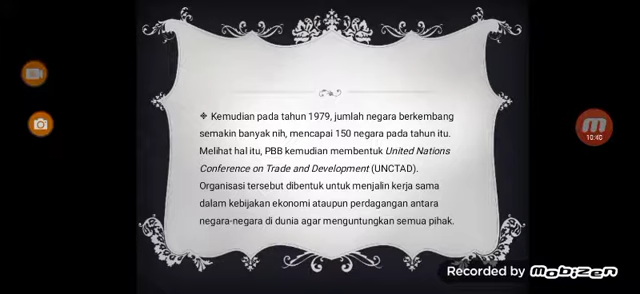 ❖ Kemudian pada tahun 1979, jumlah negara berkembang
semakin banyak nih, mencapai 150 negara pada tahun itu.
Melihat hal itu, PBB kemudian membentuk United Nations
Conference on Trade and Development (UNCTAD).
Organisasi tersebut dibentuk untuk menjalin kerja sama
dalam kebijakan ekonomi ataupun perdagangan antara
negara-negara di dunia agar menguntungkan semua pihak.
10:40
Recorded by mobizen